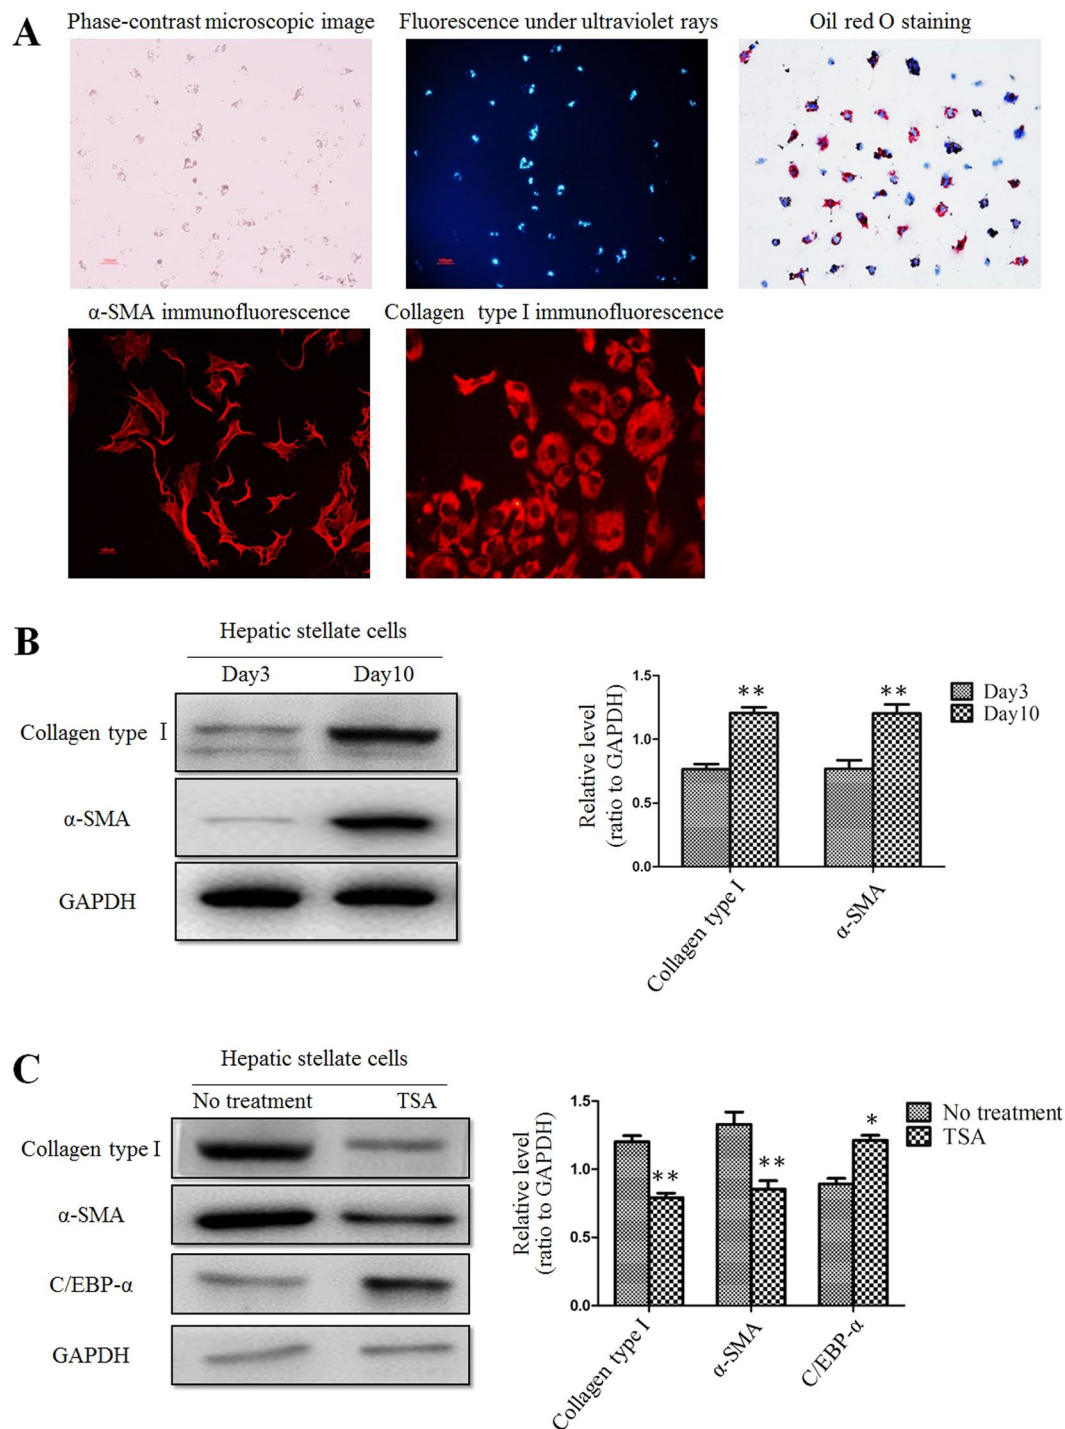 A
Phase-contrast microscopic image
Fluorescence under ultraviolet rays
Oil red O staining
100μm
100μm
α-SMA immunofluorescence
Collagen type I immunofluorescence
100μm
B
Hepatic stellate cells
Day3 Day10
Collagen type I
α-SMA
GAPDH
Relative level
(ratio to GAPDH)
1.5
1.0
0.5
0.0
** **
Day3
Day10
Collagen type I
α-SMA
C
Hepatic stellate cells
No treatment TSA
Collagen type I
α-SMA
C/EBP-α
GAPDH
Relative level
(ratio to GAPDH)
1.5
1.0
0.5
0.0
** ** *
No treatment
TSA
Collagen type I
α-SMA
C/EBP-α